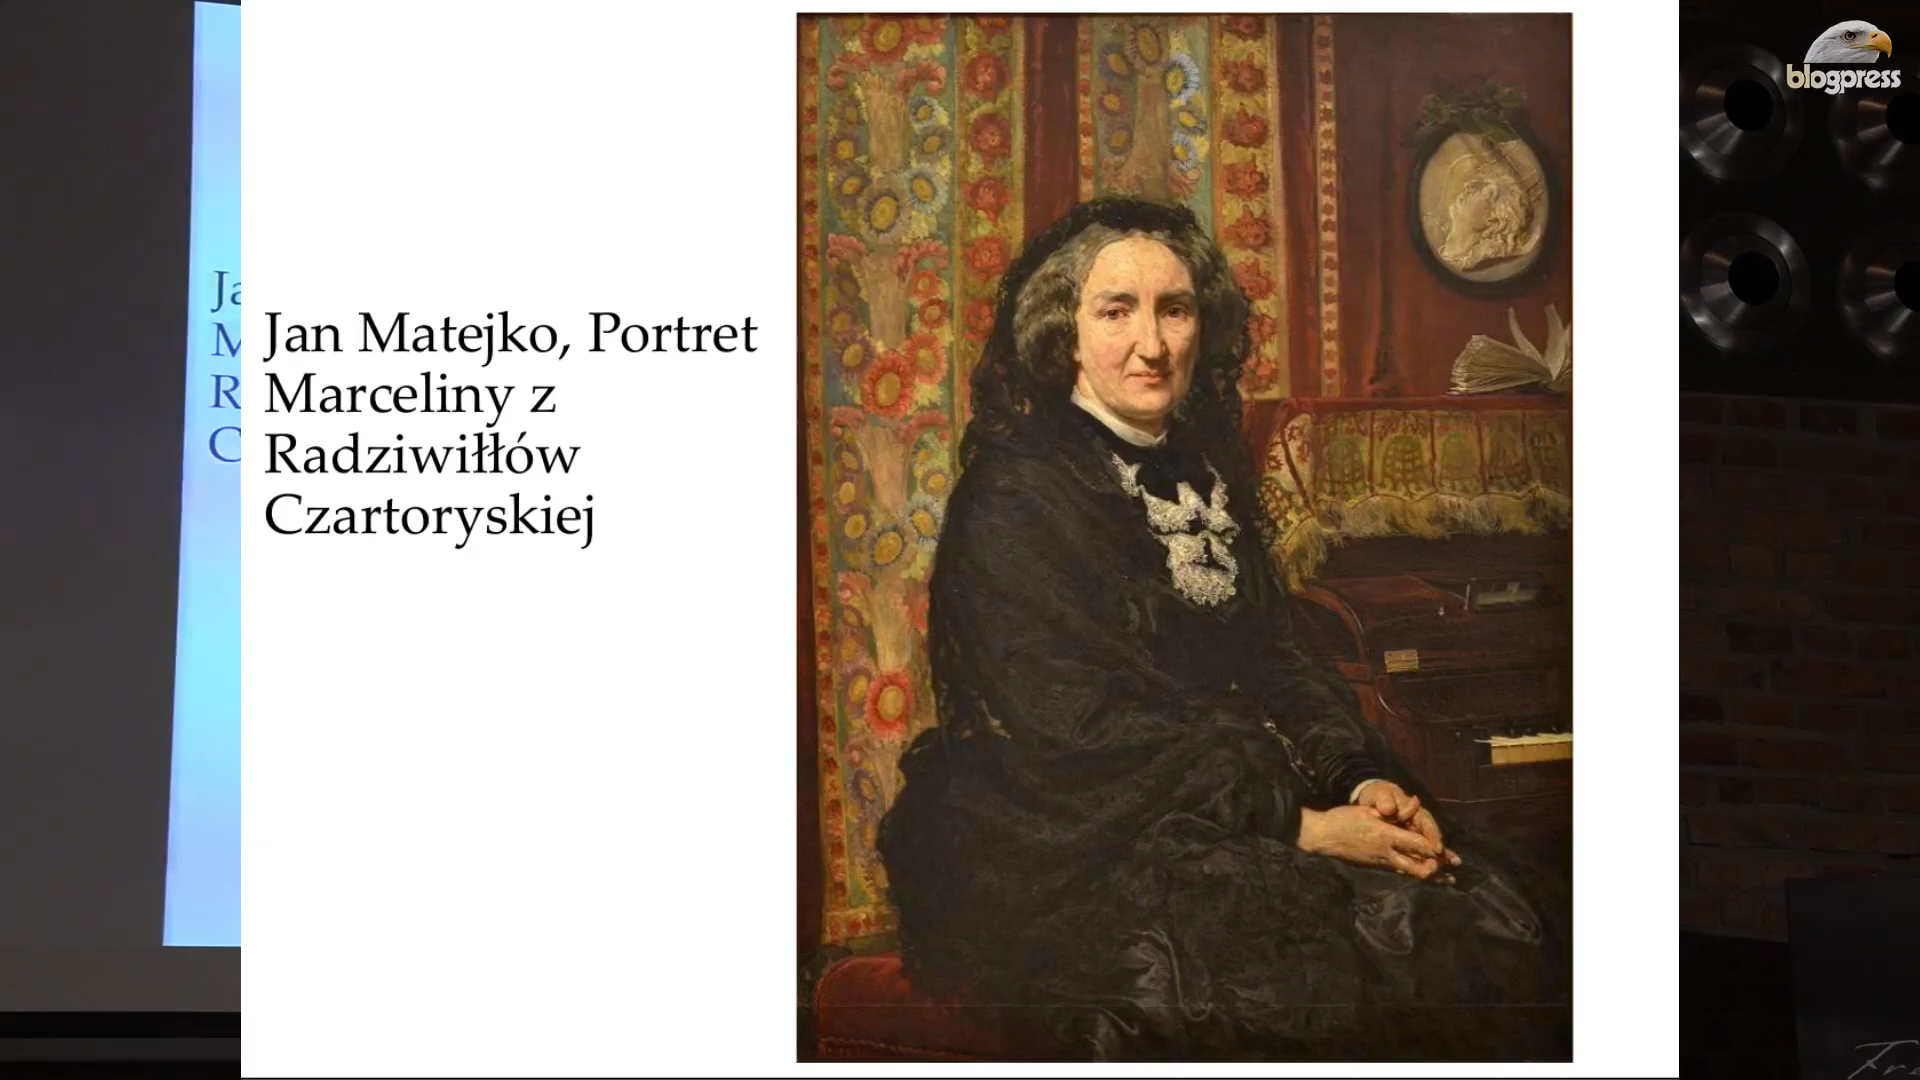 blogpress
Jan Matejko, Portret
Marceliny z
Radziwiłłów
Czartoryskiej